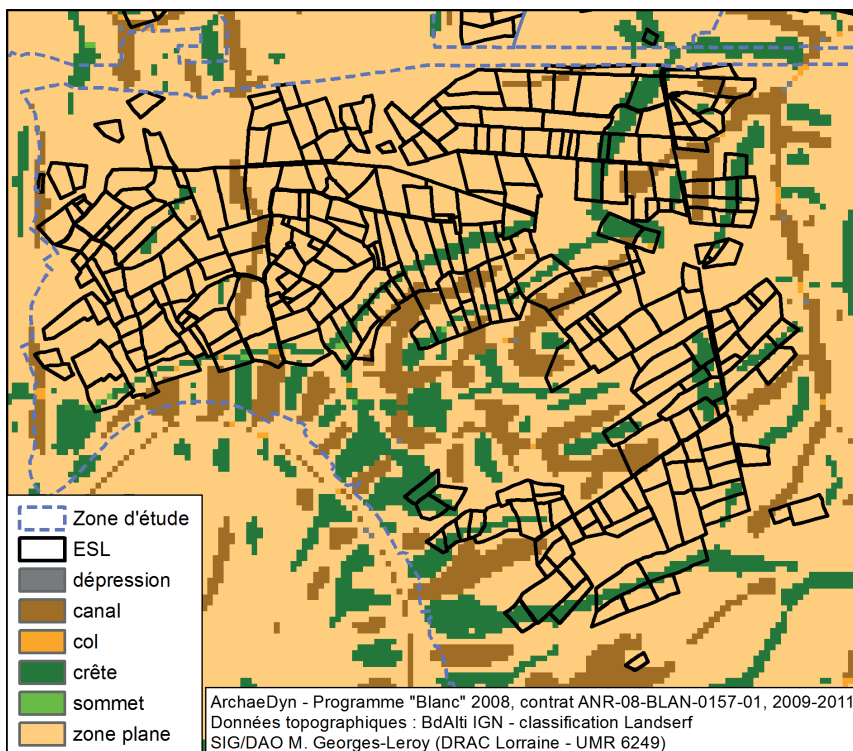 Zone d'étude
ESL
dépression
canal
col
crête
sommet
zone plane
ArchaeDyn - Programme "Blanc" 2008, contrat ANR-08-BLAN-0157-01, 2009-2011
Données topographiques : BdAlti IGN - classification Landserf
SIG/DAO M. Georges-Leroy (DRAC Lorraine - UMR 6249)